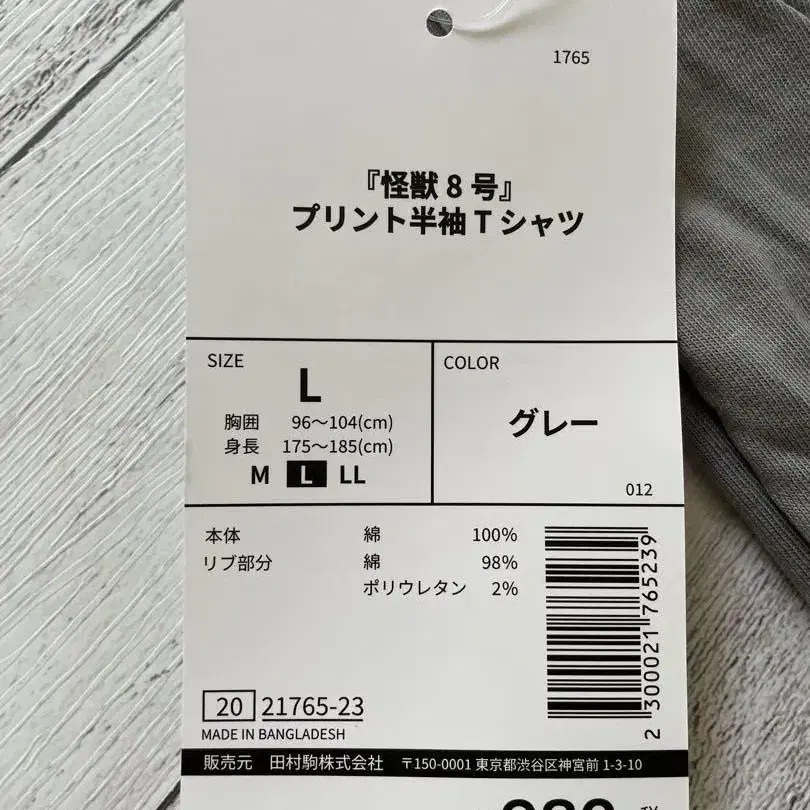 1765
『怪獣8号』
プリント半袖Tシャツ
SIZE
L
胸囲 96～104(cm)
身長 175～185(cm)
M L LL
COLOR
グレー
012
本体 綿 100%
リブ部分 綿 98%
ポリウレタン 2%
2 300021 765239
20 21765-23
MADE IN BANGLADESH
販売元 田村駒株式会社 〒150-0001 東京都渋谷区神宮前 1-3-10